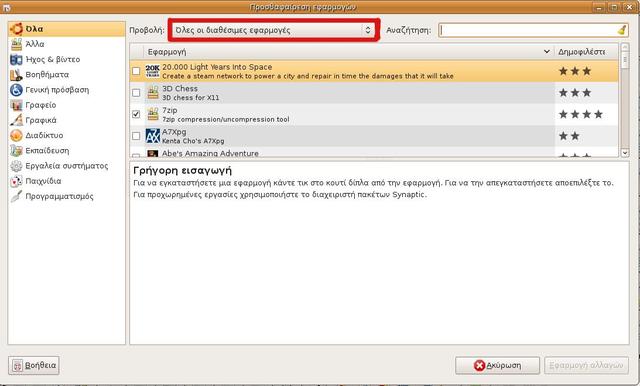 Προσθαφαίρεση εφαρμογών
Όλα
Άλλα
Ήχος & βίντεο
Βοηθήματα
Γενική πρόσβαση
Γραφείο
Γραφικά
Διαδίκτυο
Εκπαίδευση
Εργαλεία συστήματος
Παιχνίδια
Προγραμματισμός
Προβολή: Όλες οι διαθέσιμες εφαρμογές Αναζήτηση:
Εφαρμογή Δημοφιλέστε
20.000 Light Years Into Space
Create a steam network to power a city and repair in time the damages that it will take
3D Chess
3D chess for X11
7zip
7zip compression/uncompression tool
A7Xpg
Kenta Cho's A7Xpg
Abe's Amazing Adventure
Γρήγορη εισαγωγή
Για να εγκαταστήσετε μια εφαρμογή κάντε τικ στο κουτί δίπλα από την εφαρμογή. Για να την απεγκαταστήσετε αποεπιλέξτε το.
Για προχωρημένες εργασίες χρησιμοποιήστε το διαχειριστή πακέτων Synaptic.
Βοήθεια Ακύρωση Εφαρμογή αλλαγών